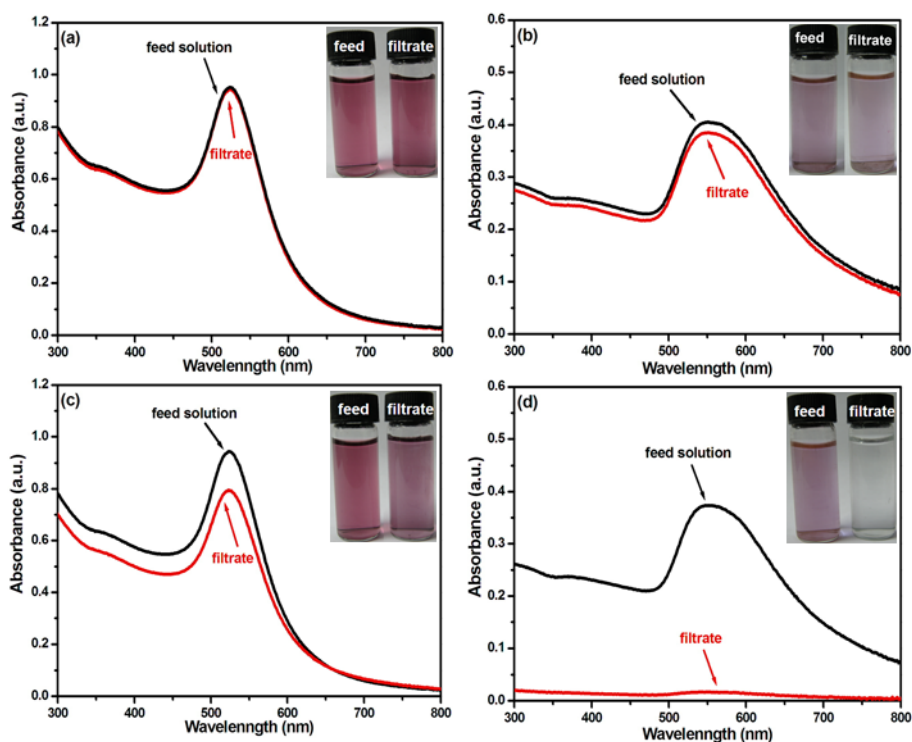 (a)
feed solution
filtrate
feed filtrate
1.2
1.0
0.8
0.6
0.4
0.2
0.0
300 400 500 600 700 800
Absorbance (a.u.)
Wavelenngth (nm)
(b)
feed solution
filtrate
feed filtrate
0.6
0.5
0.4
0.3
0.2
0.1
0.0
300 400 500 600 700 800
Absorbance (a.u.)
Wavelenngth (nm)
(c)
feed solution
filtrate
feed filtrate
1.2
1.0
0.8
0.6
0.4
0.2
0.0
300 400 500 600 700 800
Absorbance (a.u.)
Wavelenngth (nm)
(d)
feed solution
filtrate
feed filtrate
0.6
0.5
0.4
0.3
0.2
0.1
0.0
300 400 500 600 700 800
Absorbance (a.u.)
Wavelenngth (nm)